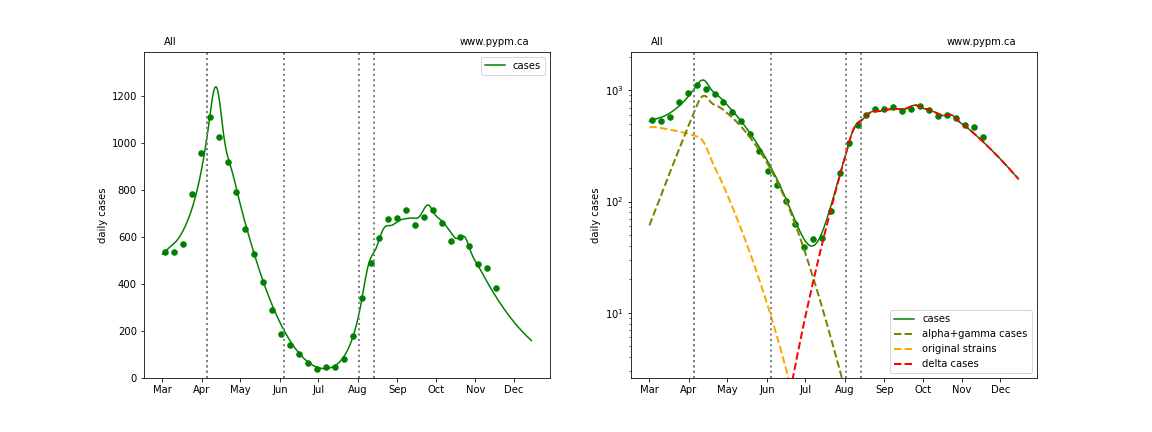 All www.pypm.ca
cases
daily cases
1200
1000
800
600
400
200
0
Mar Apr May Jun Jul Aug Sep Oct Nov Dec
All www.pypm.ca
daily cases
10³
10²
10¹
cases
alpha+gamma cases
original strains
delta cases
Mar Apr May Jun Jul Aug Sep Oct Nov Dec